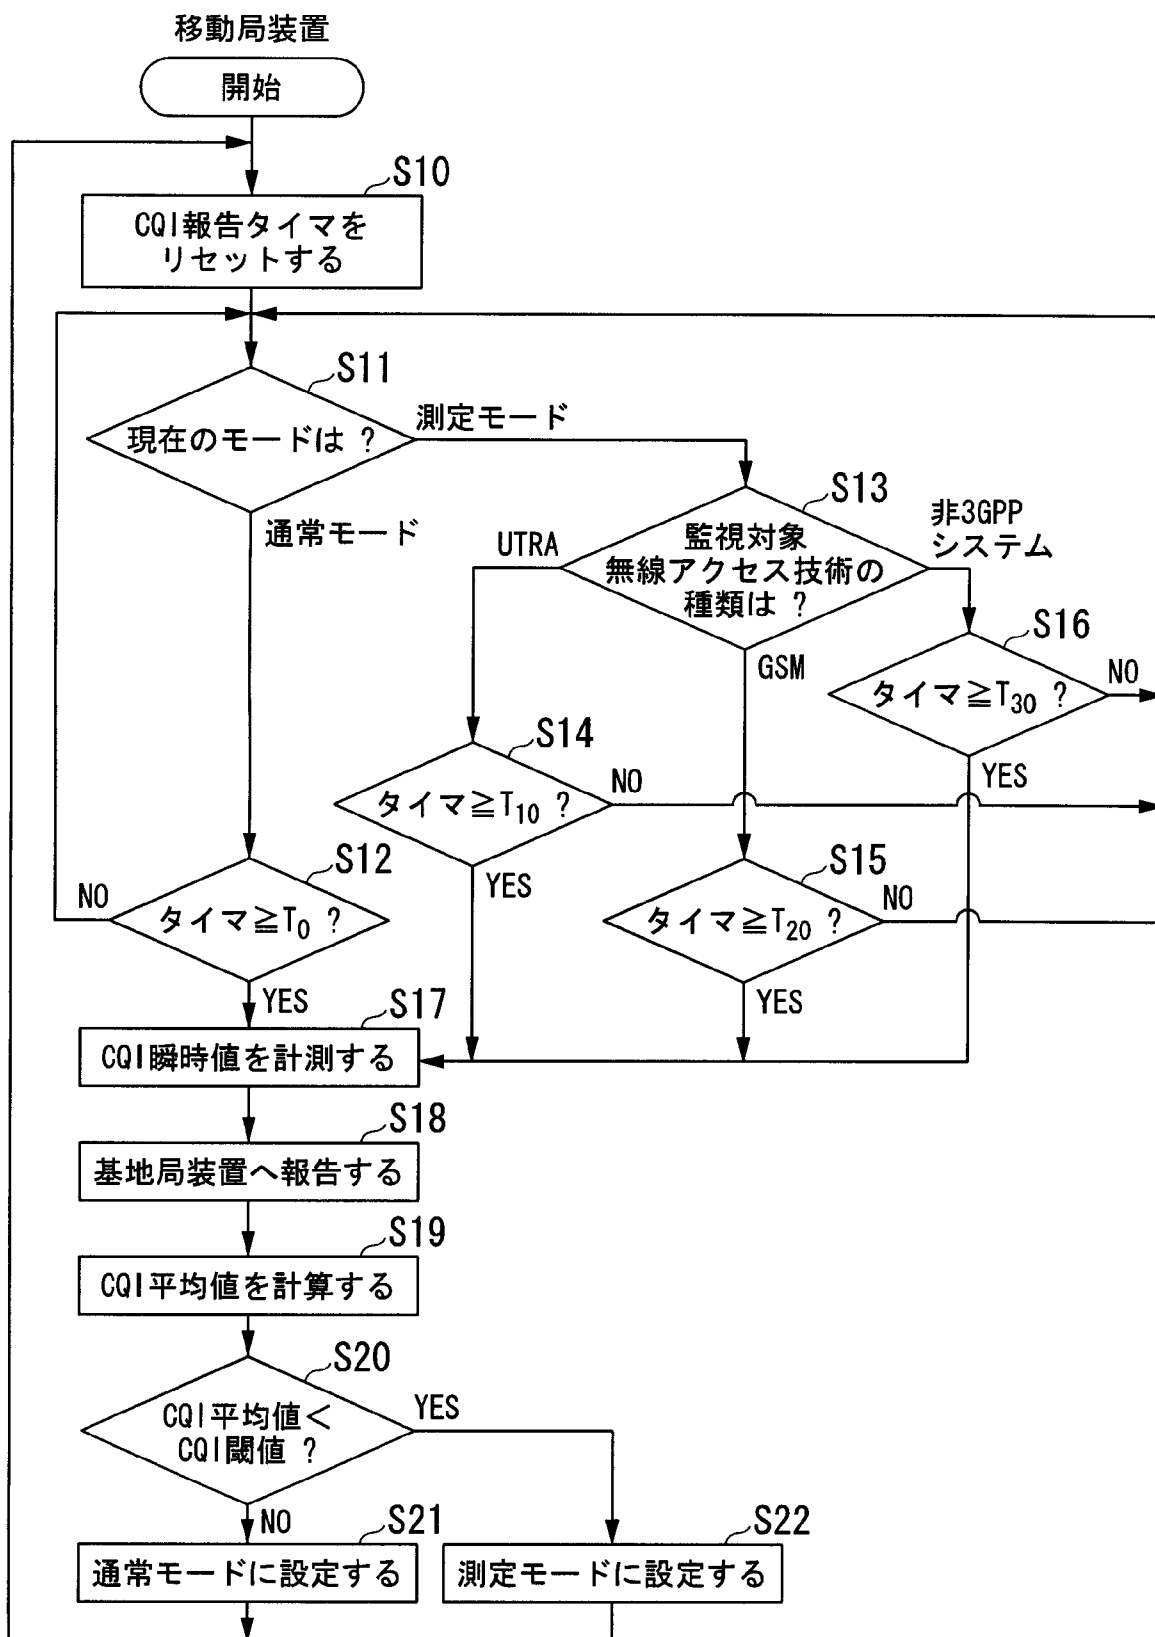 移動局装置
開始
S10
CQI報告タイマを
リセットする
S11
現在のモードは ?
測定モード
通常モード
S13
監視対象
無線アクセス技術の
種類は ?
UTRA
GSM
非3GPP
システム
S16
タイマ≧T30 ?
NO
YES
S14
タイマ≧T10 ?
NO
YES
S12
タイマ≧T0 ?
NO
YES
S15
タイマ≧T20 ?
NO
YES
S17
CQI瞬時値を計測する
S18
基地局装置へ報告する
S19
CQI平均値を計算する
S20
CQI平均値<
CQI閾値 ?
YES
NO
S21
通常モードに設定する
S22
測定モードに設定する